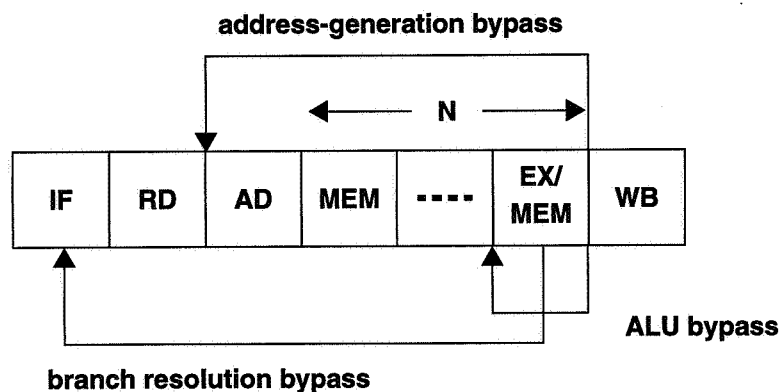 address-generation bypass
N
IF
RD
AD
MEM
----
EX/
MEM
WB
ALU bypass
branch resolution bypass